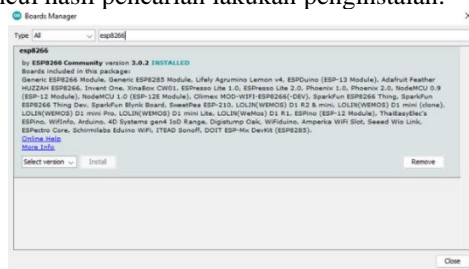 ncul hasil pencarian lakukan penginstalan.
Boards Manager
Type All esp8266
esp8266
by ESP8266 Community version 3.0.2 INSTALLED
Boards included in this package:
Generic ESP8266 Module, Generic ESP8285 Module, Lifely Agrumino Lemon v4, ESPDuino (ESP-13 Module), Adafruit Feather
HUZZAH ESP8266, Invent One, XinaBox CW01, ESPresso Lite 1.0, ESPresso Lite 2.0, Phoenix 1.0, Phoenix 2.0, NodeMCU 0.9
(ESP-12 Module), NodeMCU 1.0 (ESP-12E Module), Olimex MOD-WIFI-ESP8266(-DEV), SparkFun ESP8266 Thing, SparkFun
ESP8266 Thing Dev, SparkFun Blynk Board, SweetPea ESP-210, LOLIN(WEMOS) D1 R2 & mini, LOLIN(WEMOS) D1 mini (clone),
LOLIN(WEMOS) D1 mini Pro, LOLIN(WEMOS) D1 mini Lite, LOLIN(WeMos) D1 R1, ESPino (ESP-12 Module), ThaiEasyElec's
ESPino, WifInfo, Arduino, 4D Systems gen4 IoD Range, Digistump Oak, WiFiduino, Amperka WiFi Slot, Seeed Wio Link,
ESPectro Core, Schirmilabs Eduino WiFi, ITEAD Sonoff, DOIT ESP-Mx DevKit (ESP8285).
Online Help
More Info
Select version Install Remove
Close